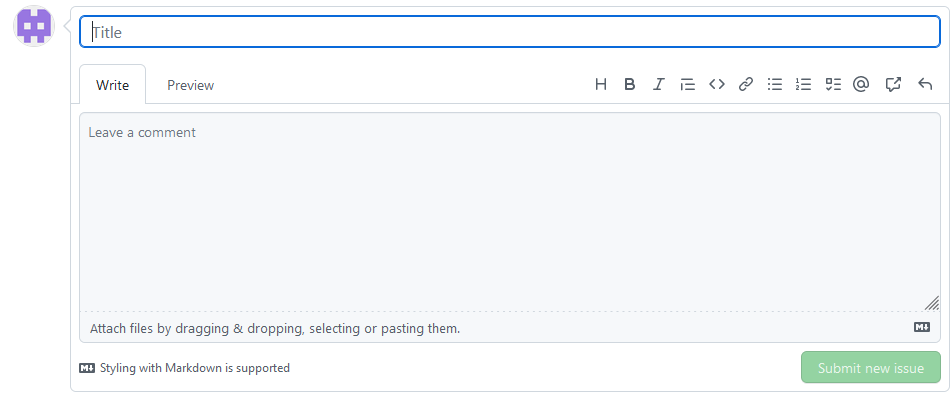 Title
Write Preview
Leave a comment
Attach files by dragging & dropping, selecting or pasting them.
Styling with Markdown is supported
Submit new issue